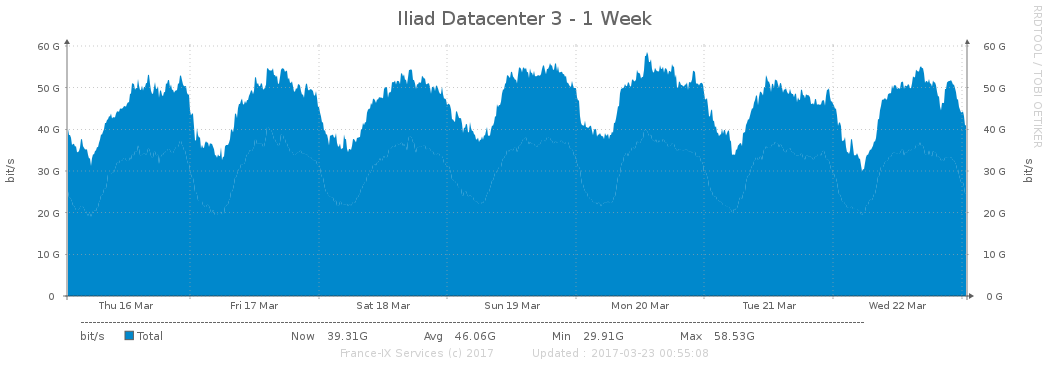 Iliad Datacenter 3 - 1 Week
RRDTOOL / TOBI OETIKER
60 G 60 G
50 G 50 G
40 G 40 G
30 G 30 G
20 G 20 G
10 G 10 G
0 0 G
bit/s bit/s
Thu 16 Mar Fri 17 Mar Sat 18 Mar Sun 19 Mar Mon 20 Mar Tue 21 Mar Wed 22 Mar
bit/s Total Now 39.31G Avg 46.06G Min 29.91G Max 58.53G
France-IX Services (c) 2017 Updated : 2017-03-23 00:55:08